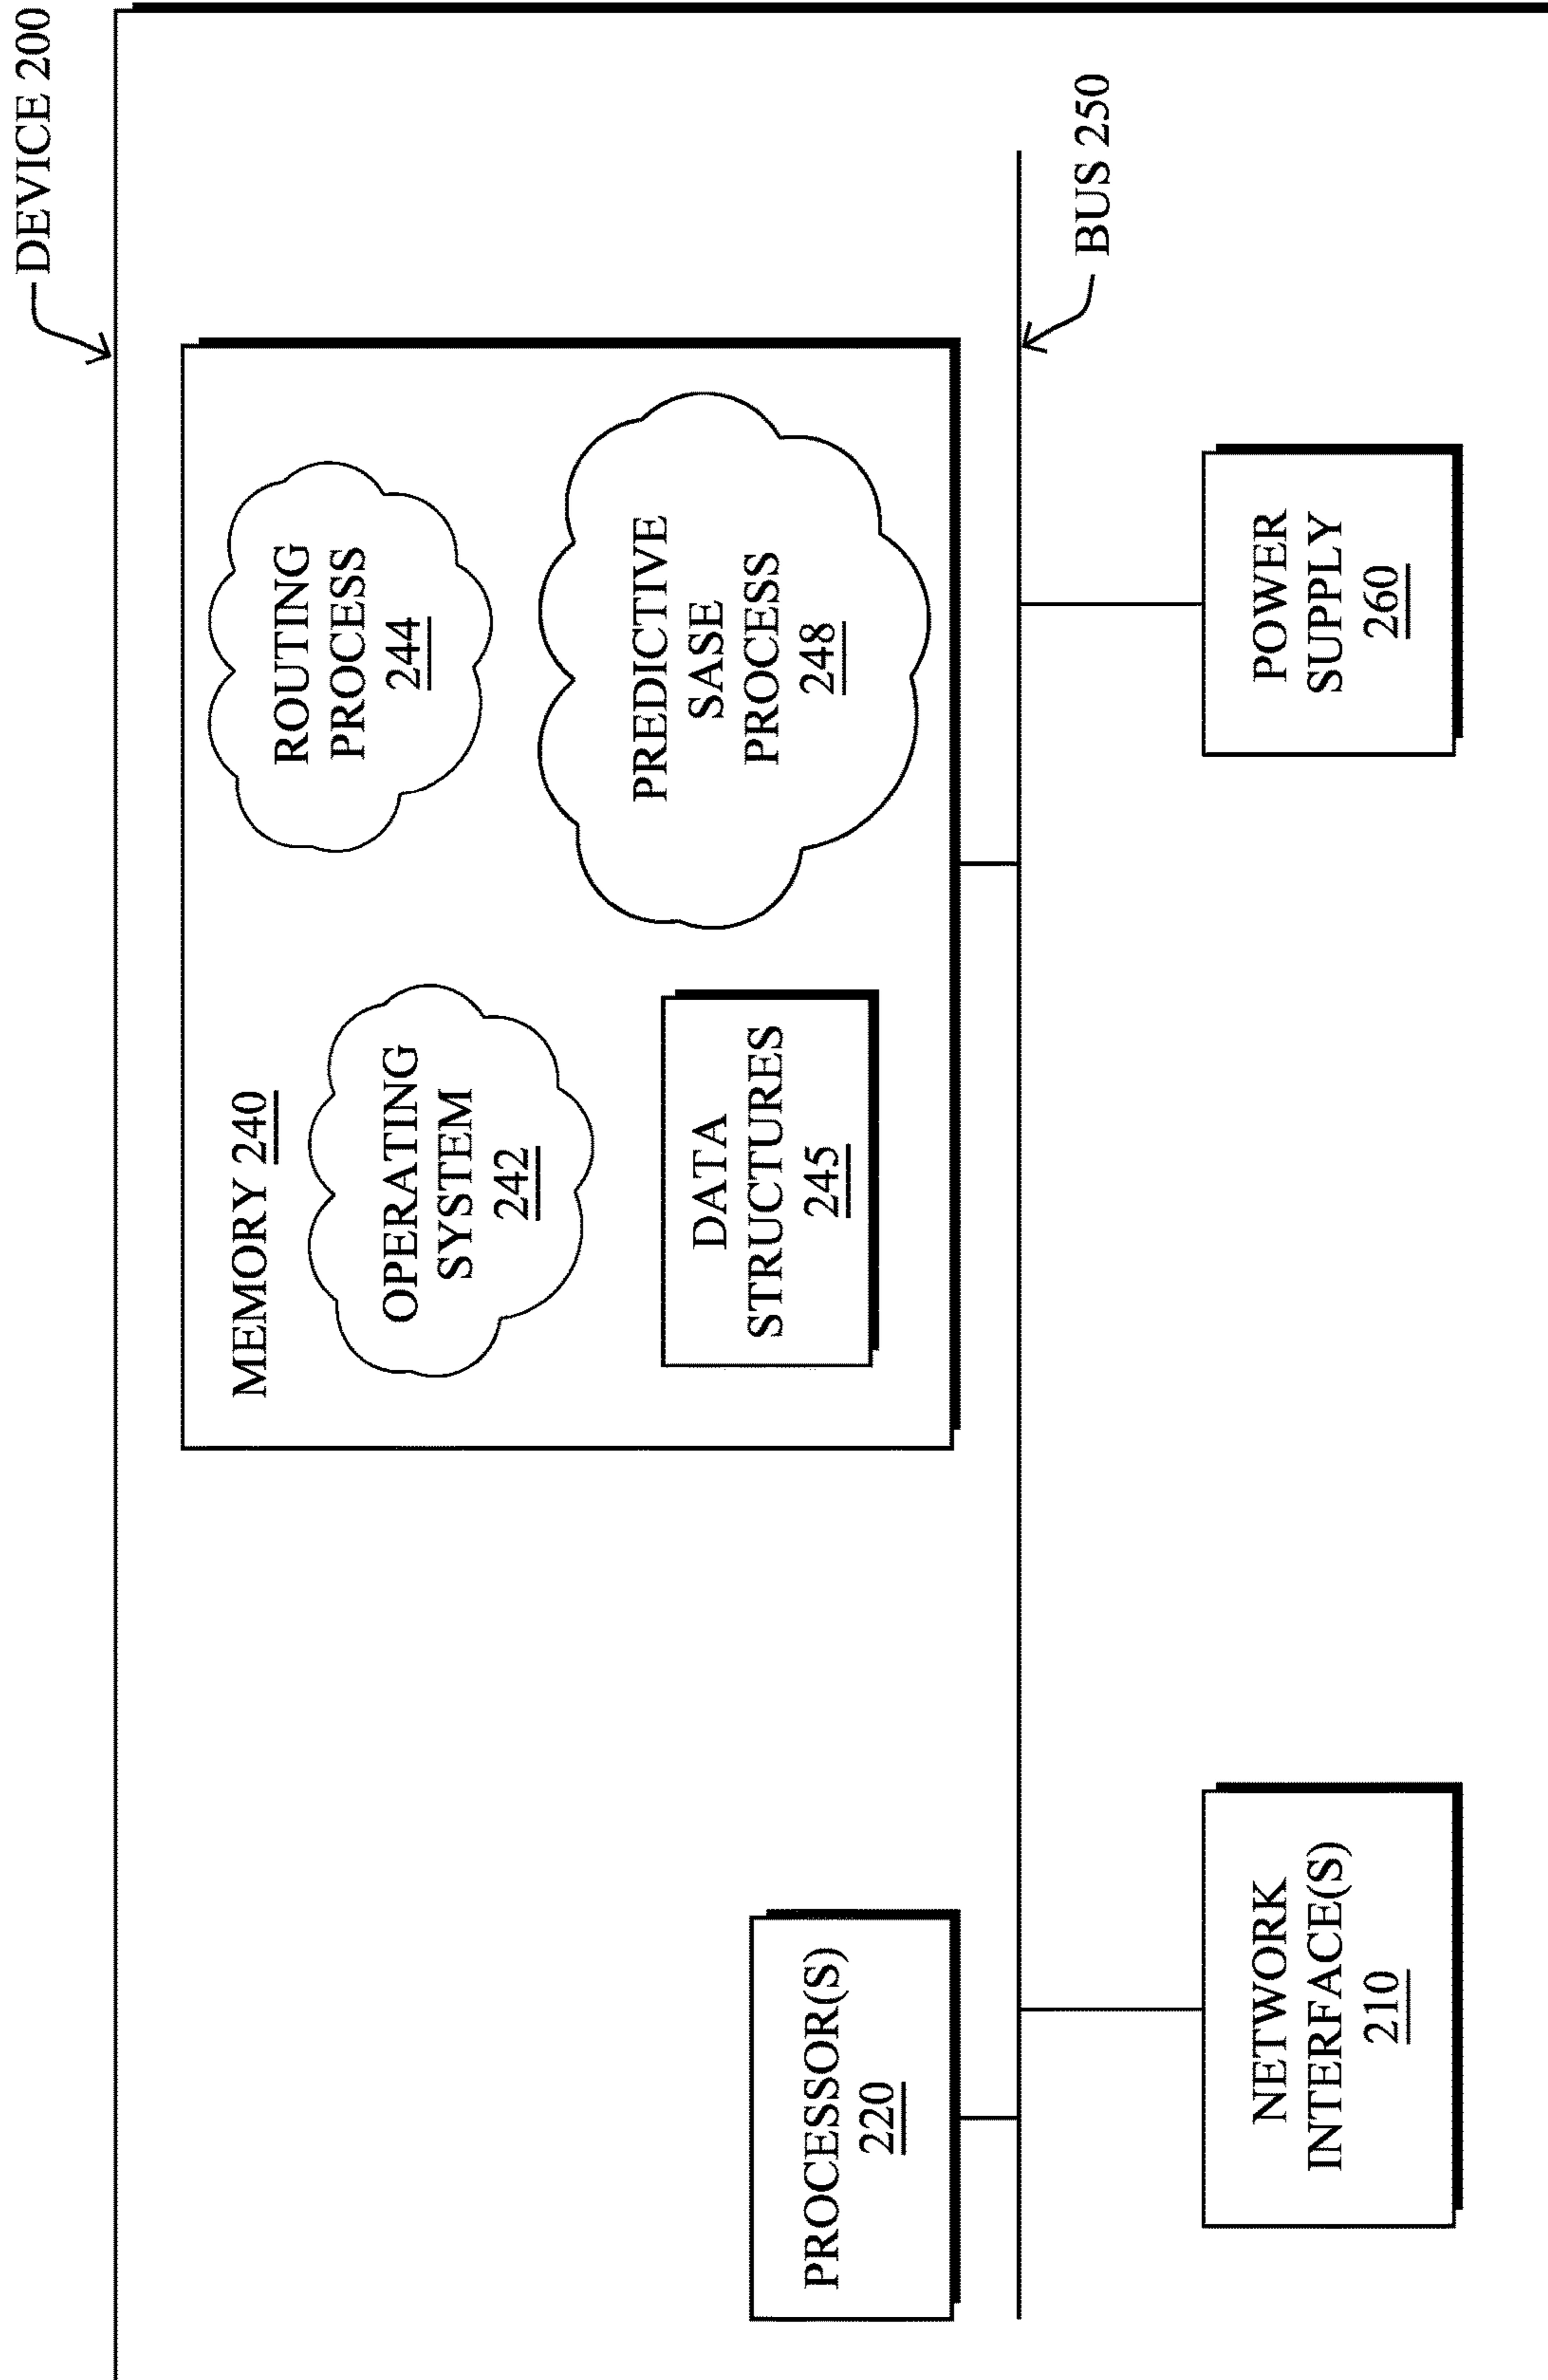 DEVICE 200
MEMORY 240
OPERATING
SYSTEM
242
ROUTING
PROCESS
244
DATA
STRUCTURES
245
PREDICTIVE
SASE
PROCESS
248
PROCESSOR(S)
220
BUS 250
NETWORK
INTERFACE(S)
210
POWER
SUPPLY
260